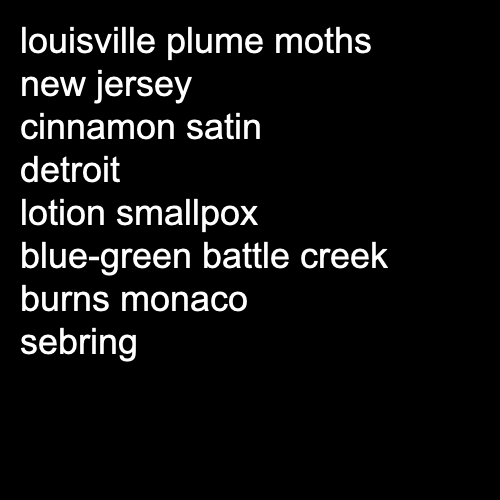 louisville plume moths
new jersey
cinnamon satin
detroit
lotion smallpox
blue-green battle creek
burns monaco
sebring